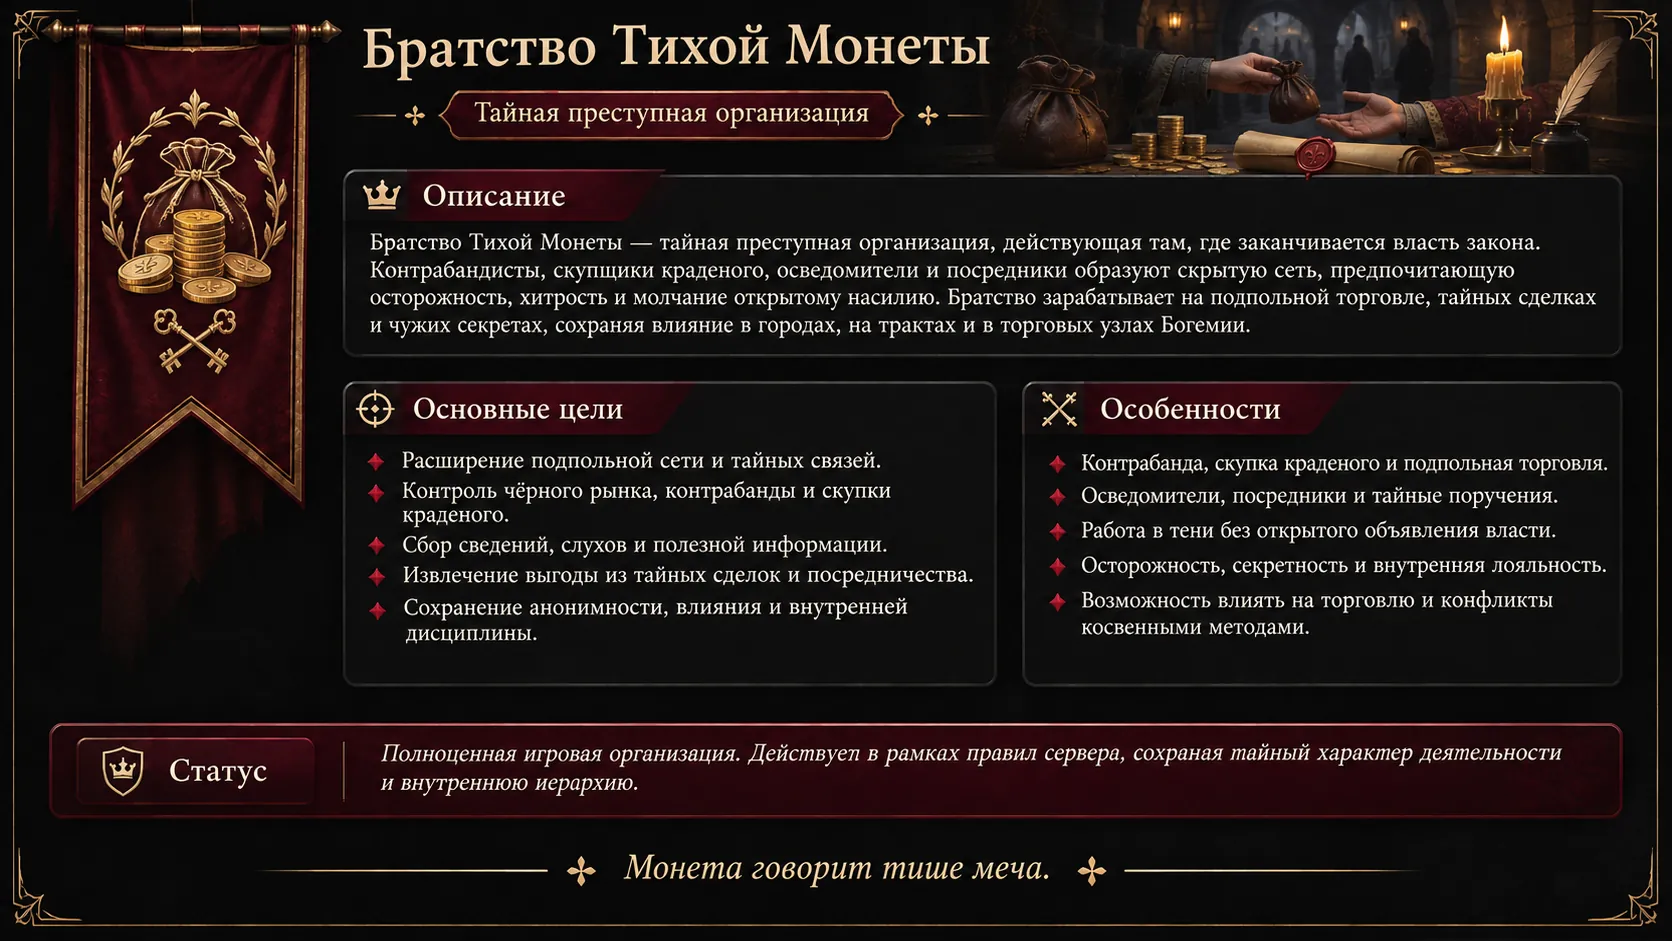 Братство Тихой Монеты
Тайная преступная организация
Описание
Братство Тихой Монеты — тайная преступная организация, действующая там, где заканчивается власть закона.
Контрабандисты, скупщики краденого, осведомители и посредники образуют скрытую сеть, предпочитающую
осторожность, хитрость и молчание открытому насилию. Братство зарабатывает на подпольной торговле, тайных сделках
и чужих секретах, сохраняя влияние в городах, на трактах и в торговых узлах Богемии.
Основные цели
Расширение подпольной сети и тайных связей.
Контроль чёрного рынка, контрабанды и скупки
краденого.
Сбор сведений, слухов и полезной информации.
Извлечение выгоды из тайных сделок и посредничества.
Сохранение анонимности, влияния и внутренней
дисциплины.
Особенности
Контрабанда, скупка краденого и подпольная торговля.
Осведомители, посредники и тайные поручения.
Работа в тени без открытого объявления власти.
Осторожность, секретность и внутренняя лояльность.
Возможность влиять на торговлю и конфликты
косвенными методами.
Статус
Полноценная игровая организация. Действуеп в рамках правил сервера, сохраная тайный характер деятельности
и внутреннюю иерархию.
Монета говорит тише меча.